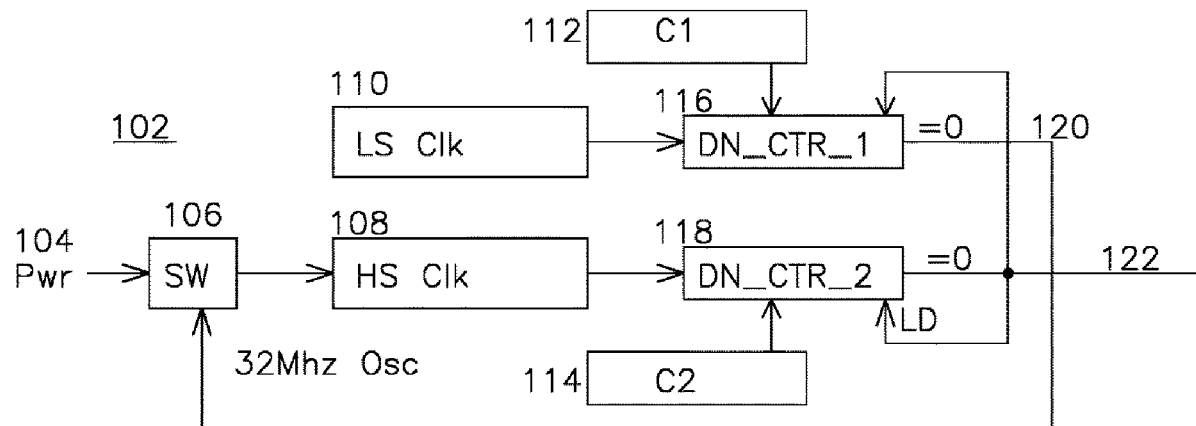 112 C1
110
116
102
LS Clk
DN_CTR_1
=0
120
106
108
118
104
Pwr
SW
HS Clk
DN_CTR_2
=0
122
LD
32Mhz Osc
114 C2